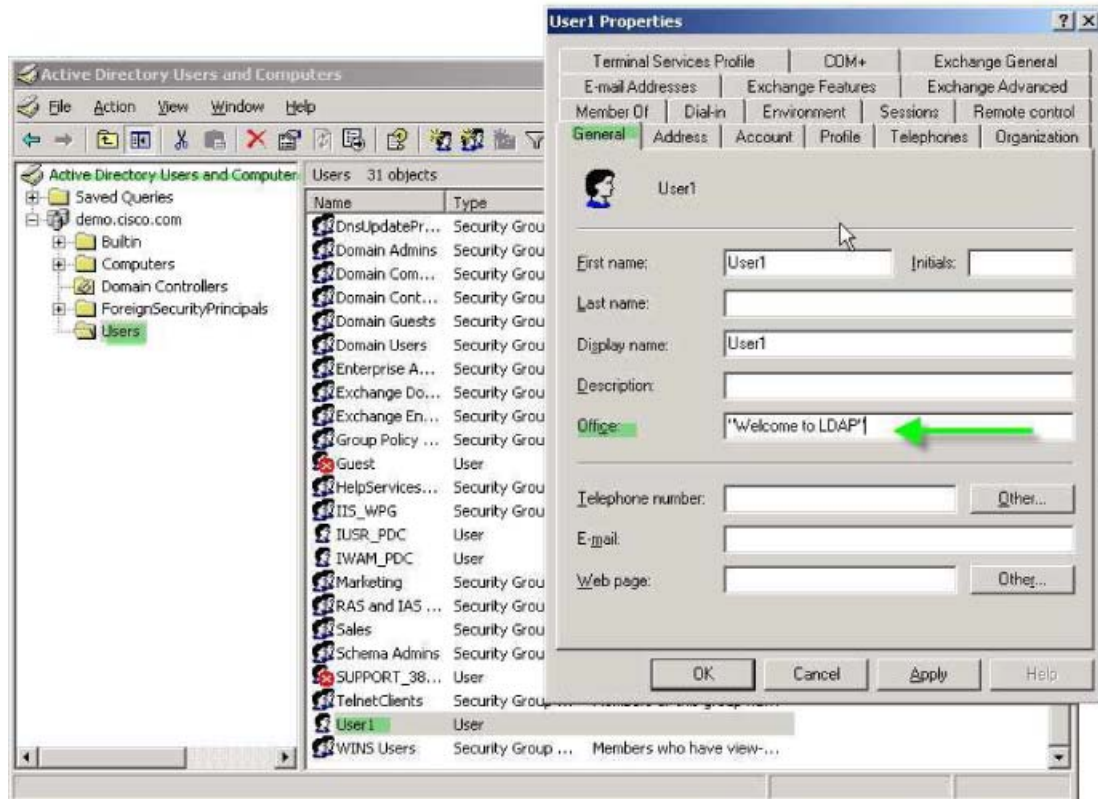 User1 Properties
Terminal Services Profile COM+ Exchange General
E-mail Addresses Exchange Features Exchange Advanced
Member Of Dial-in Environment Sessions Remote control
General Address Account Profile Telephones Organization
User1
First name: User1 Initials:
Last name:
Display name: User1
Description:
Office: "Welcome to LDAP"
Telephone number: Other...
E-mail:
Web page: Other...
OK Cancel Apply Help
Active Directory Users and Computers
File Action View Window Help
Active Directory Users and Computer
Saved Queries
demo.cisco.com
Builtin
Computers
Domain Controllers
ForeignSecurityPrincipals
Users
Users 31 objects
Name Type
DnsUpdatePr... Security Grou
Domain Admins Security Grou
Domain Com... Security Grou
Domain Cont... Security Grou
Domain Guests Security Grou
Domain Users Security Grou
Enterprise A... Security Grou
Exchange Do... Security Grou
Exchange En... Security Grou
Group Policy ... Security Grou
Guest User
HelpServices... Security Grou
IIS_WPG Security Grou
IUSR_PDC User
IWAM_PDC User
Marketing Security Grou
RAS and IAS ... Security Grou
Sales Security Grou
Schema Admins Security Grou
SUPPORT_38... User
TelnetClients Security Group ...
User1 User
WINS Users Security Group ... Members who have view-...